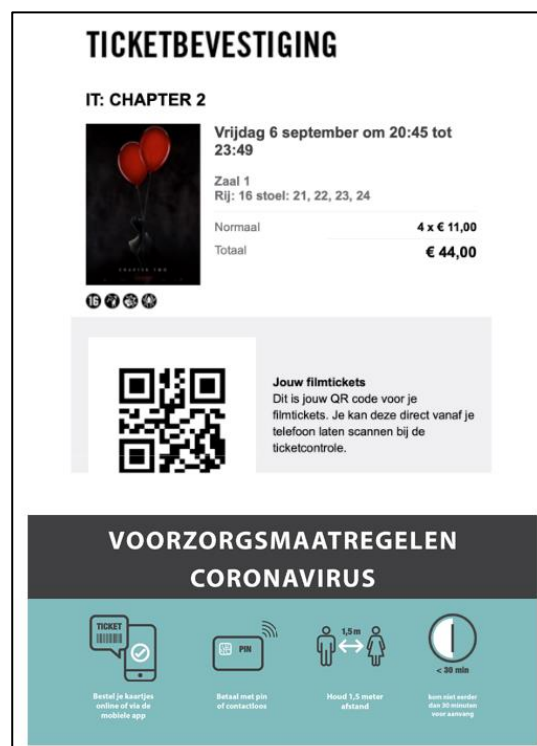 TICKETBEVESTIGING
IT: CHAPTER 2
Vrijdag 6 september om 20:45 tot
23:49
Zaal 1
Rij: 16 stoel: 21, 22, 23, 24
Normaal 4 x € 11,00
Totaal € 44,00
CHAPTER TWO
16
Jouw filmtickets
Dit is jouw QR code voor je
filmtickets. Je kan deze direct vanaf je
telefoon laten scannen bij de
ticketcontrole.
VOORZORGSMAATREGELEN
CORONAVIRUS
TICKET
PIN
1,5 m
< 30 min
Bestel je kaartjes
online of via de
mobiele app
Betaal met pin
of contactloos
Houd 1,5 meter
afstand
kom niet eerder
dan 30 minuten
voor aanvang